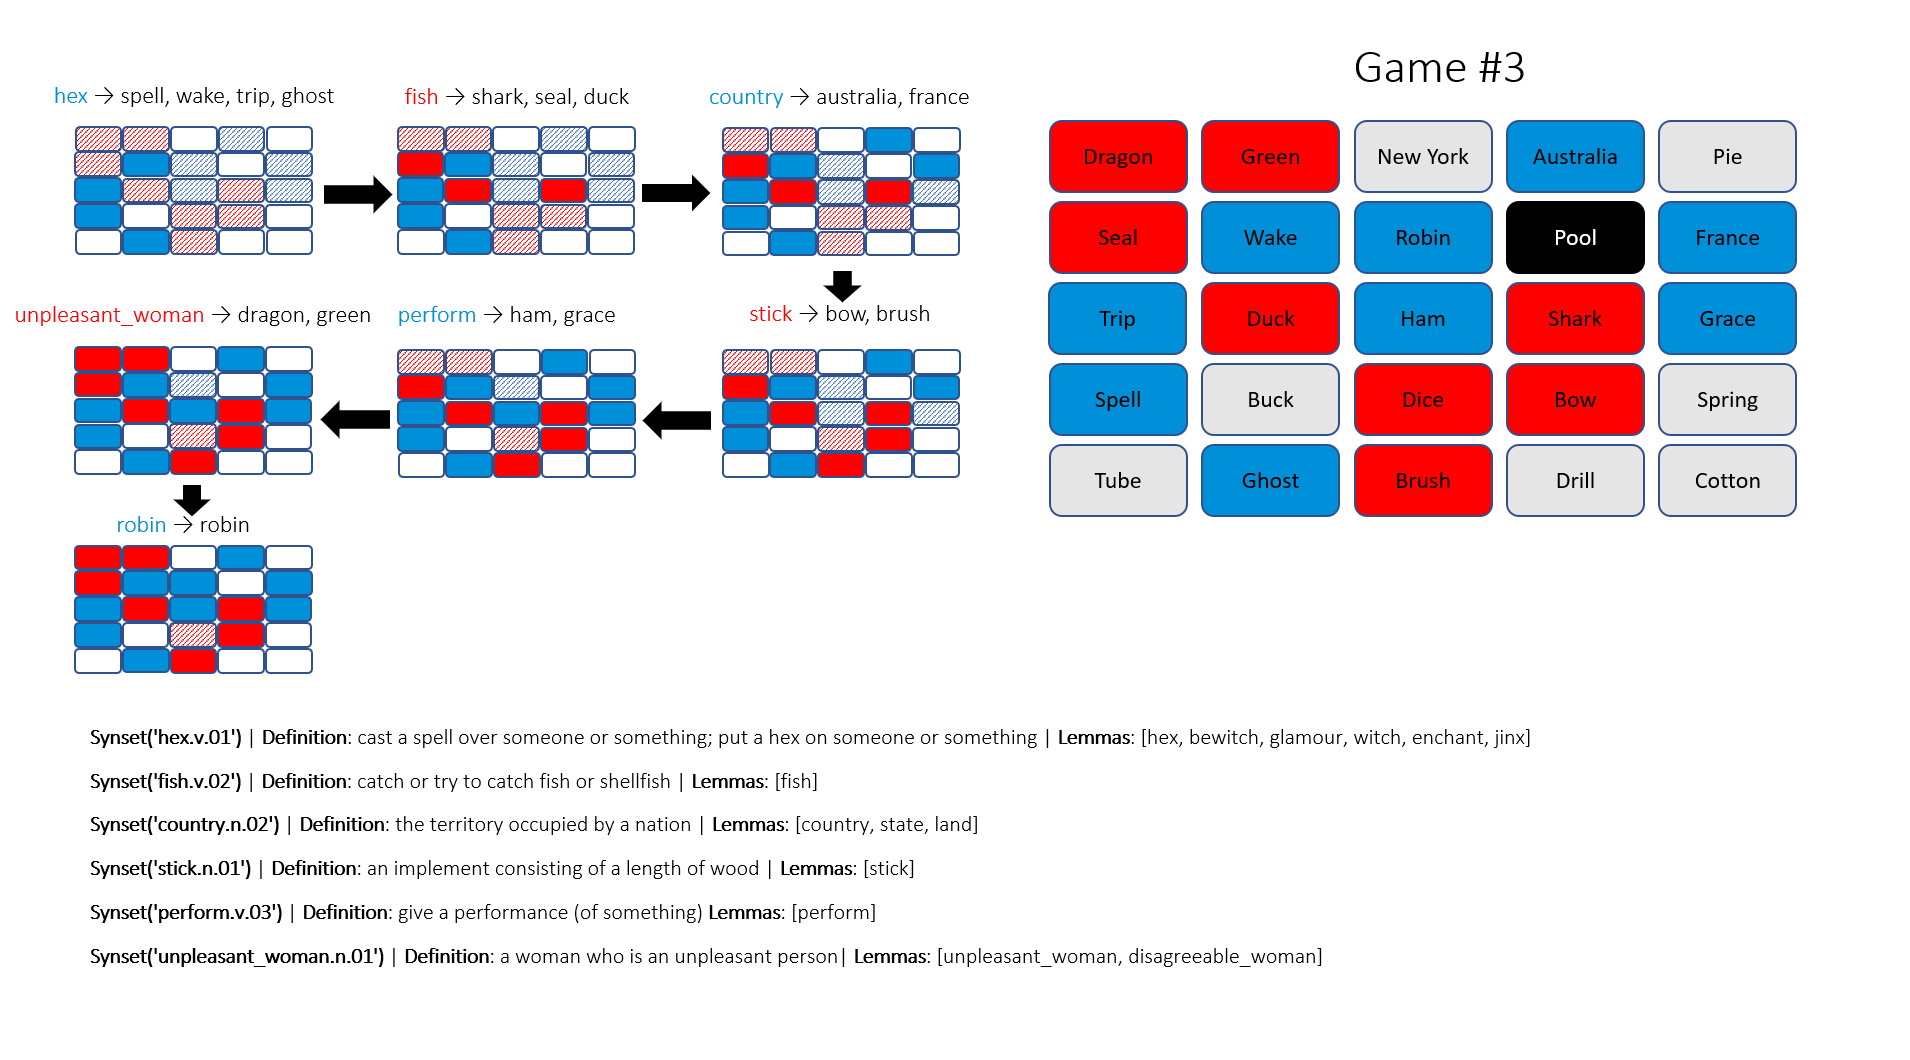 Game #3
hex → spell, wake, trip, ghost
fish → shark, seal, duck
country → australia, france
unpleasant_woman → dragon, green
perform → ham, grace
stick → bow, brush
robin → robin
Dragon Green New York Australia Pie
Seal Wake Robin Pool France
Trip Duck Ham Shark Grace
Spell Buck Dice Bow Spring
Tube Ghost Brush Drill Cotton
Synset('hex.v.01') | Definition: cast a spell over someone or something; put a hex on someone or something | Lemmas: [hex, bewitch, glamour, witch, enchant, jinx]
Synset('fish.v.02') | Definition: catch or try to catch fish or shellfish | Lemmas: [fish]
Synset('country.n.02') | Definition: the territory occupied by a nation | Lemmas: [country, state, land]
Synset('stick.n.01') | Definition: an implement consisting of a length of wood | Lemmas: [stick]
Synset('perform.v.03') | Definition: give a performance (of something) Lemmas: [perform]
Synset('unpleasant_woman.n.01') | Definition: a woman who is an unpleasant person| Lemmas: [unpleasant_woman, disagreeable_woman]